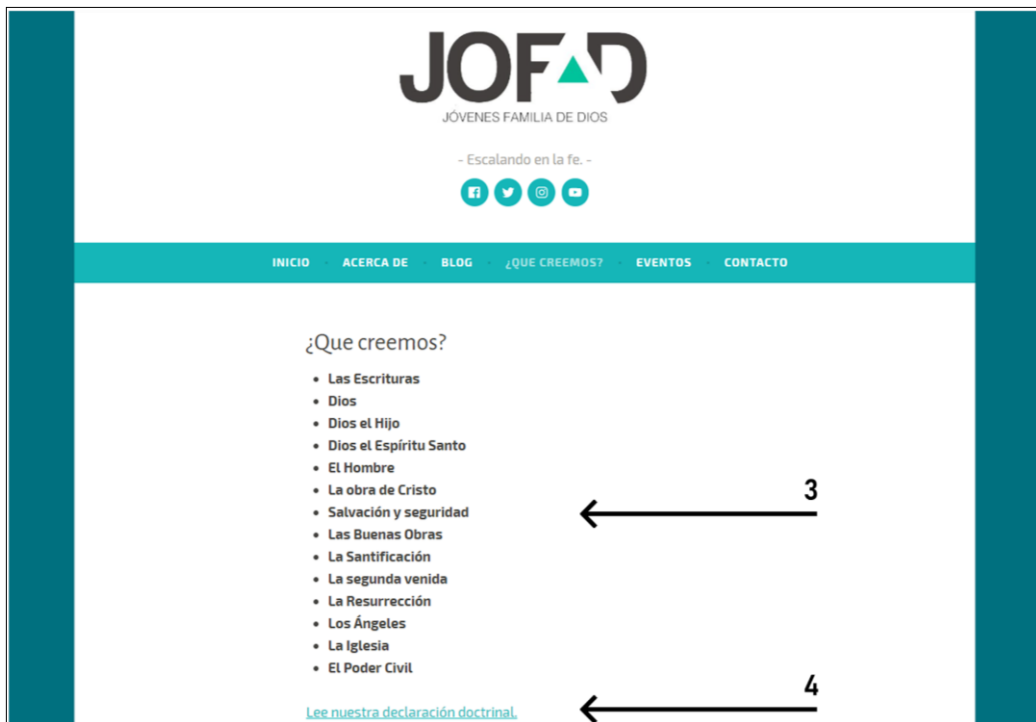 JOFAD
JÓVENES FAMILIA DE DIOS
- Escalando en la fe. -
INICIO - ACERCA DE - BLOG - ¿QUE CREEMOS? - EVENTOS - CONTACTO
¿Que creemos?
• Las Escrituras
• Dios
• Dios el Hijo
• Dios el Espíritu Santo
• El Hombre
• La obra de Cristo
• Salvación y seguridad
3
• Las Buenas Obras
• La Santificación
• La segunda venida
• La Resurrección
• Los Ángeles
• La Iglesia
• El Poder Civil
4
Lee nuestra declaración doctrinal.